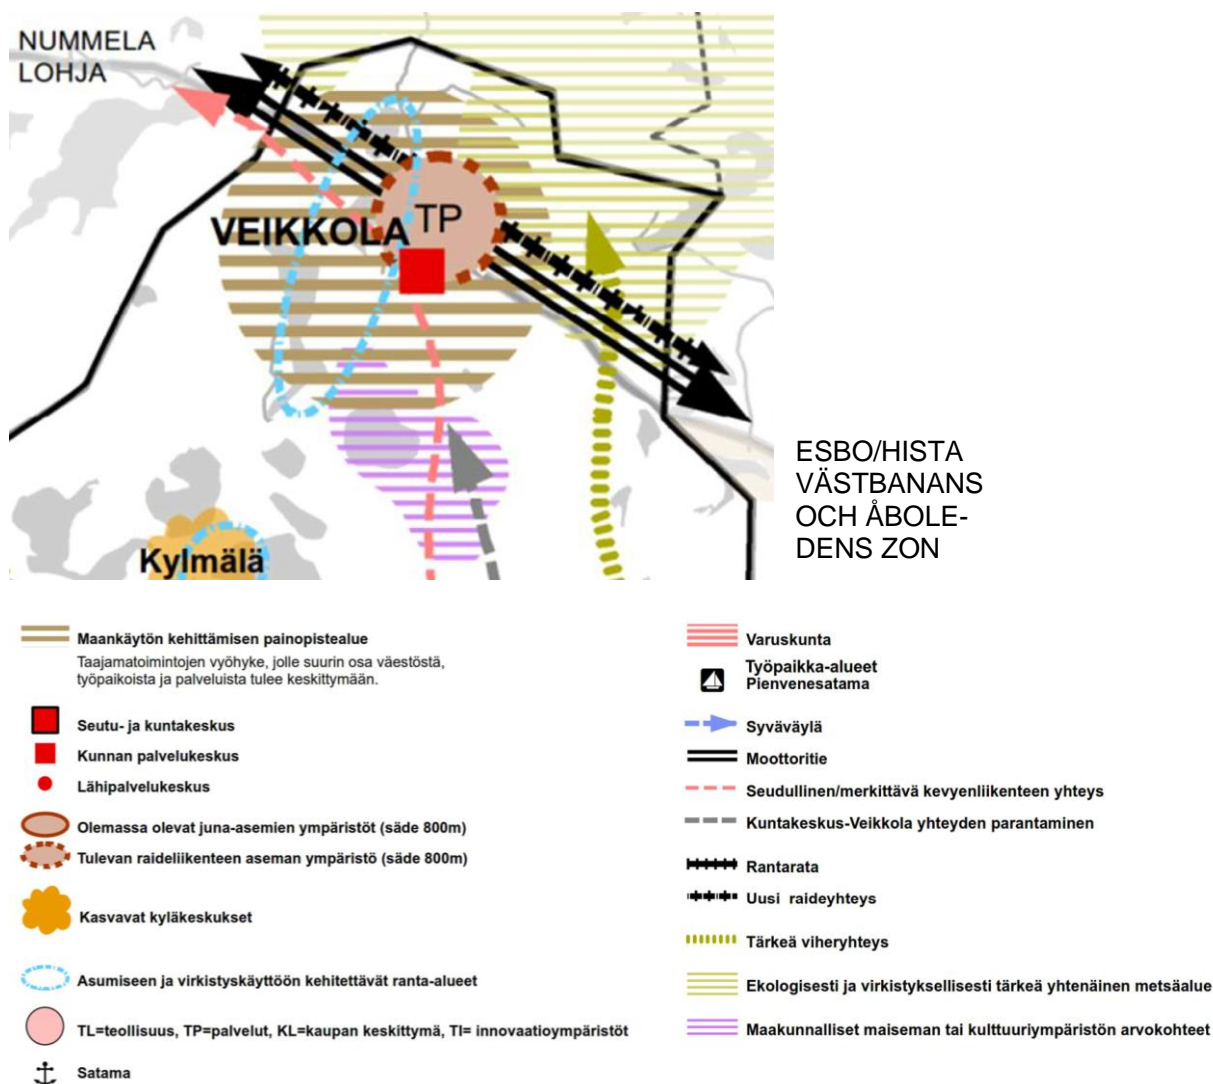 NUMMELA
LOHJA
VEIKKOLA
TP
Kylmälä
ESBO/HISTA
VÄSTBANANS
OCH ÅBOLE-
DENS ZON
Maankäytön kehittämisen painopistealue
Taajamatoimintojen vyöhyke, jolle suurin osa väestöstä,
työpaikoista ja palveluista tulee keskittymään.
Seutu- ja kuntakeskus
Kunnan palvelukeskus
Lähipalvelukeskus
Olemassa olevat juna-asemien ympäristöt (säde 800m)
Tulevan raideliikenteen aseman ympäristö (säde 800m)
Kasvavat kyläkeskukset
Asumiseen ja virkistyskäyttöön kehitettävät ranta-alueet
TL=teollisuus, TP=palvelut, KL=kaupan keskittymä, TI= innovaatioympäristöt
Satama
Varuskunta
Työpaikka-alueet
Pienvenesatama
Syväväylä
Moottoritie
Seudullinen/merkittävä kevyenliikenteen yhteys
Kuntakeskus-Veikkola yhteyden parantaminen
Rantarata
Uusi raideyhteys
Tärkeä viheryhteys
Ekologisesti ja virkistyksellisesti tärkeä yhtenäinen metsäalue
Maakunnalliset maiseman tai kulttuuriympäristön arvokohteet